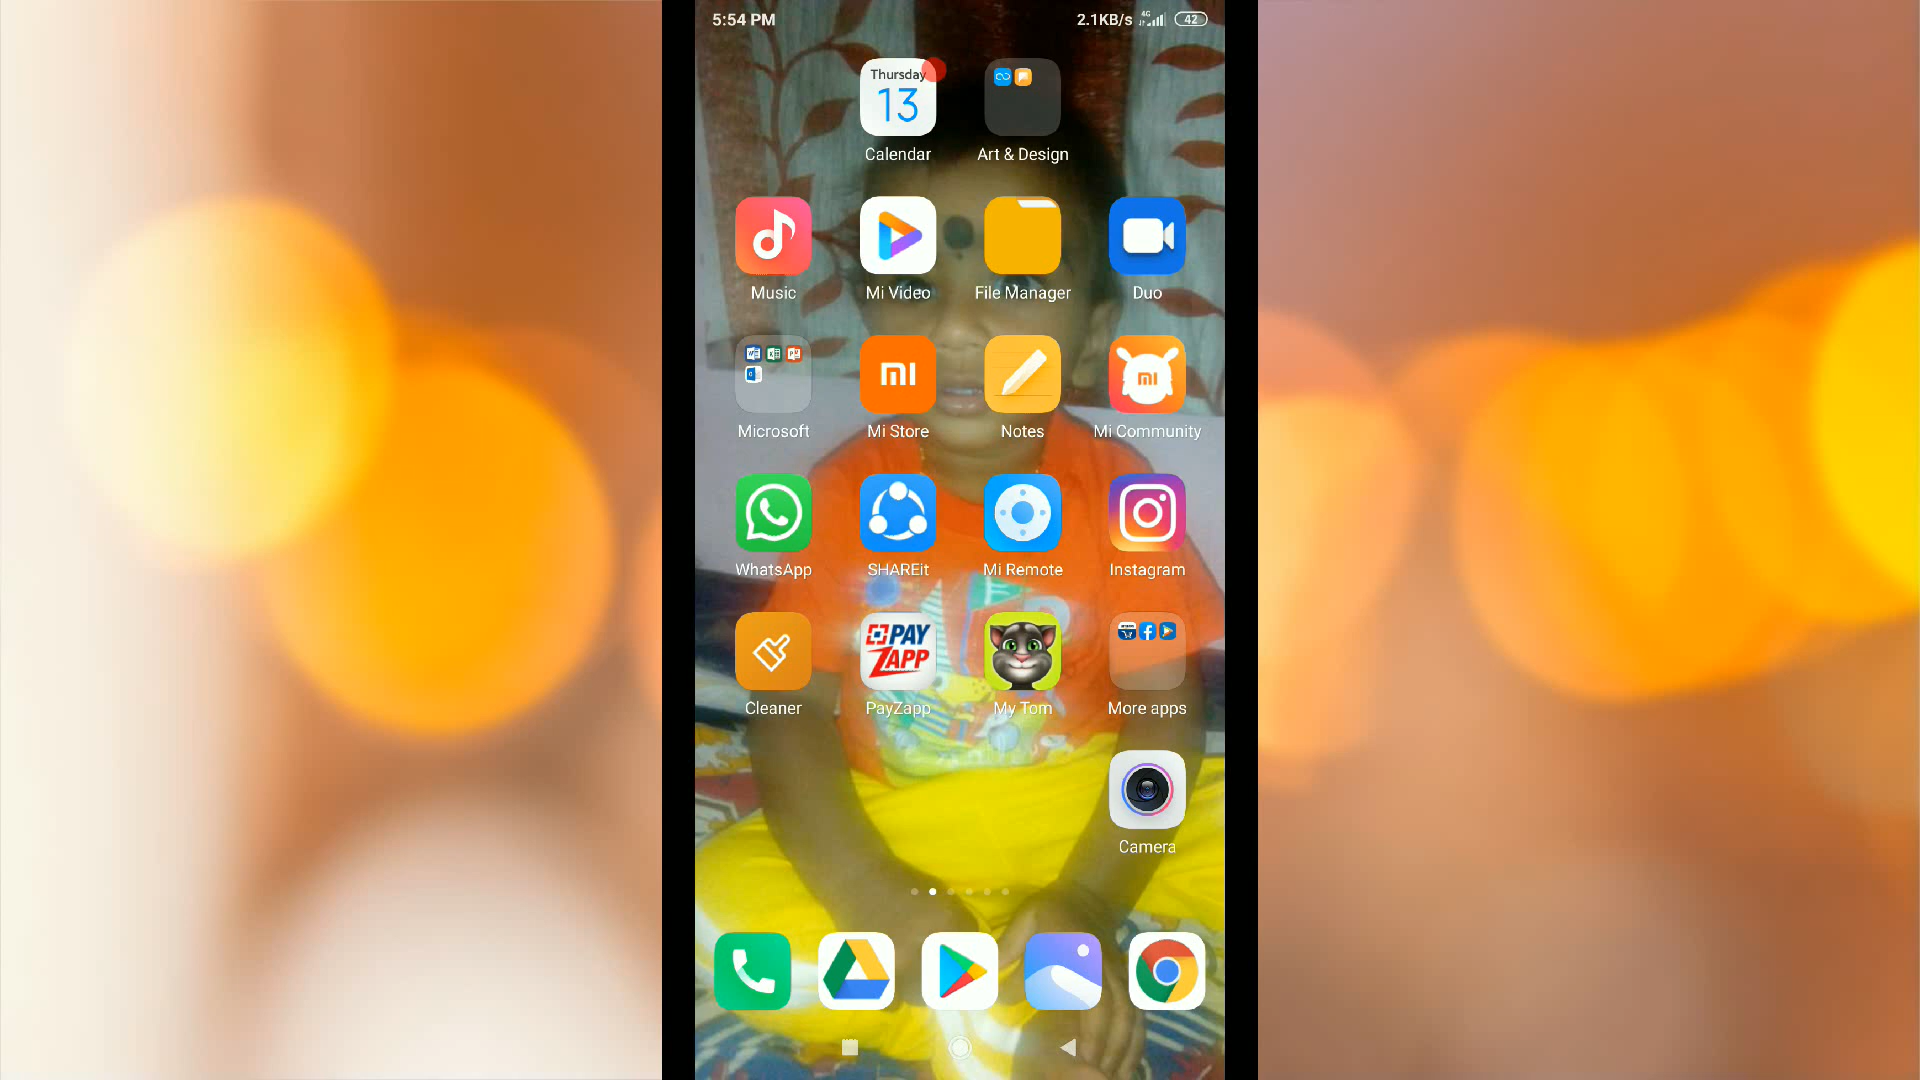 5:54 PM 2.1KB/s 4G 42
Thursday
13
Calendar Art & Design
Music Mi Video File Manager Duo
Microsoft Mi Store Notes Mi Community
WhatsApp SHAREit Mi Remote Instagram
PAY
ZAPP
Cleaner PayZapp My Tom More apps
Camera